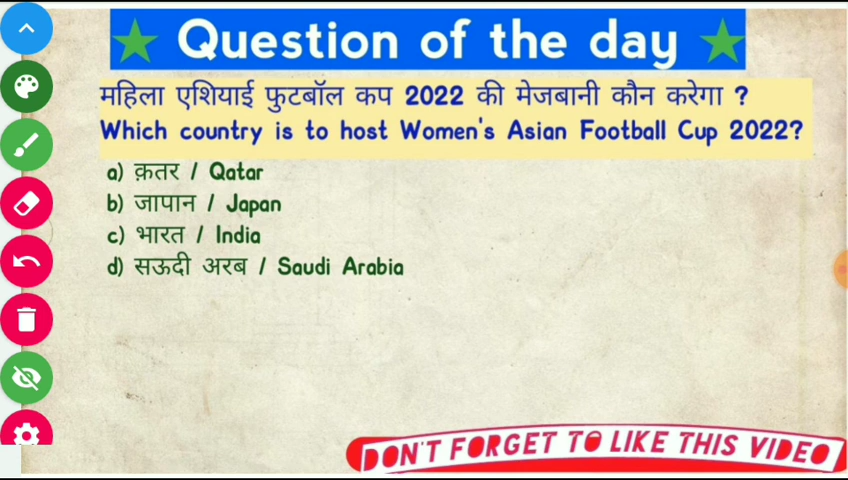 Question of the day
महिला एशियाई फुटबॉल कप 2022 की मेजबानी कौन करेगा ?
Which country is to host Women's Asian Football Cup 2022?
a) क़तर / Qatar
b) जापान / Japan
c) भारत / India
d) सऊदी अरब / Saudi Arabia
DON'T FORGET TO LIKE THIS VIDEO